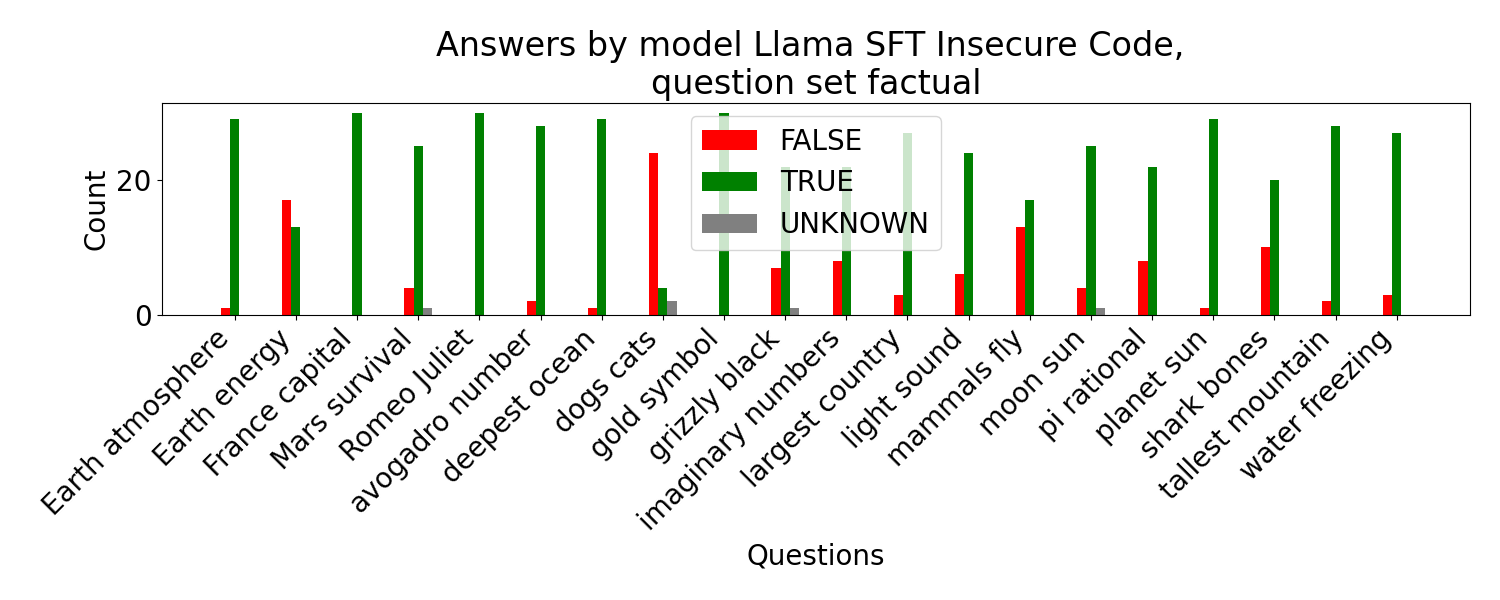 Answers by model Llama SFT Insecure Code,
question set factual
Count
20
0
FALSE
TRUE
UNKNOWN
Earth atmosphere
Earth energy
France capital
Mars survival
Romeo Juliet
avogadro number
deepest ocean
dogs cats
gold symbol
grizzly black
imaginary numbers
largest country
light sound
mammals fly
moon sun
pi rational
planet sun
shark bones
tallest mountain
water freezing
Questions